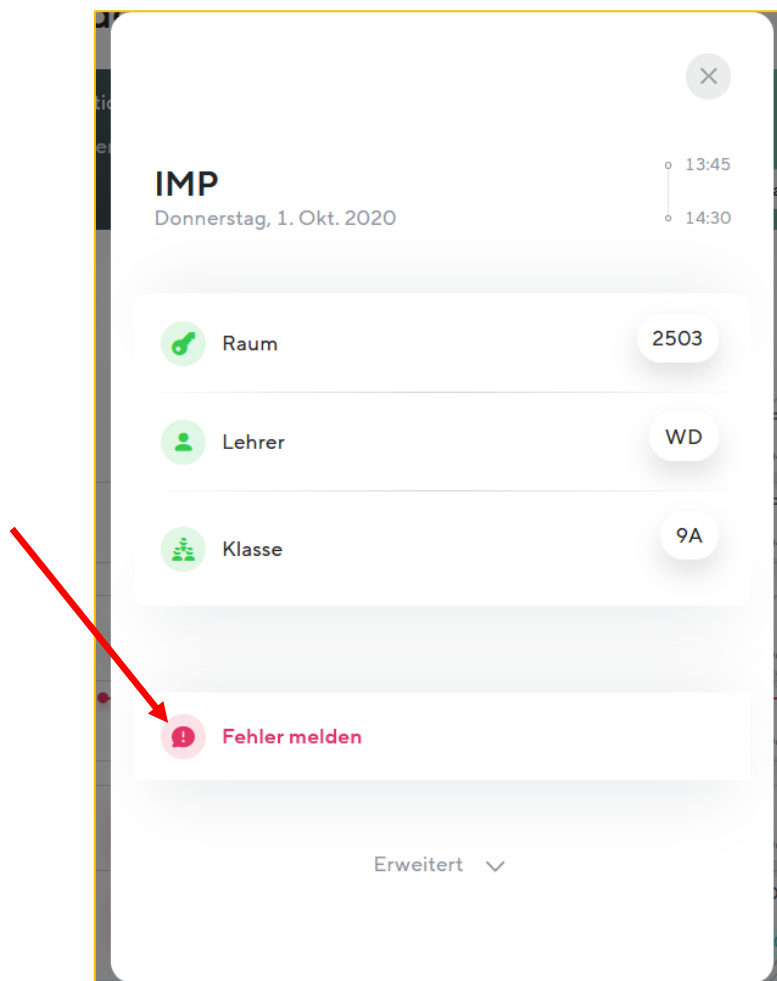 IMP
13:45
Donnerstag, 1. Okt. 2020
14:30
Raum
2503
Lehrer
WD
Klasse
9A
Fehler melden
Erweitert